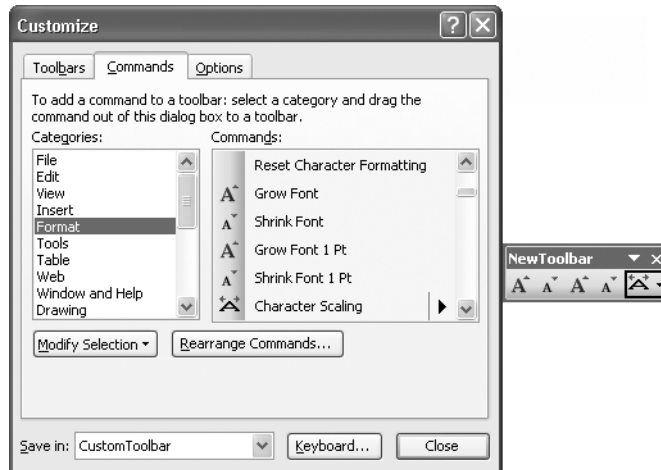 Customize
Toolbars Commands Options
To add a command to a toolbar: select a category and drag the
command out of this dialog box to a toolbar.
Categories: Commands:
File
Edit
View
Insert
Format
Tools
Table
Web
Window and Help
Drawing
Reset Character Formatting
Grow Font
Shrink Font
Grow Font 1 Pt
Shrink Font 1 Pt
Character Scaling
Modify Selection Rearrange Commands...
Save in: CustomToolbar Keyboard... Close
NewToolbar